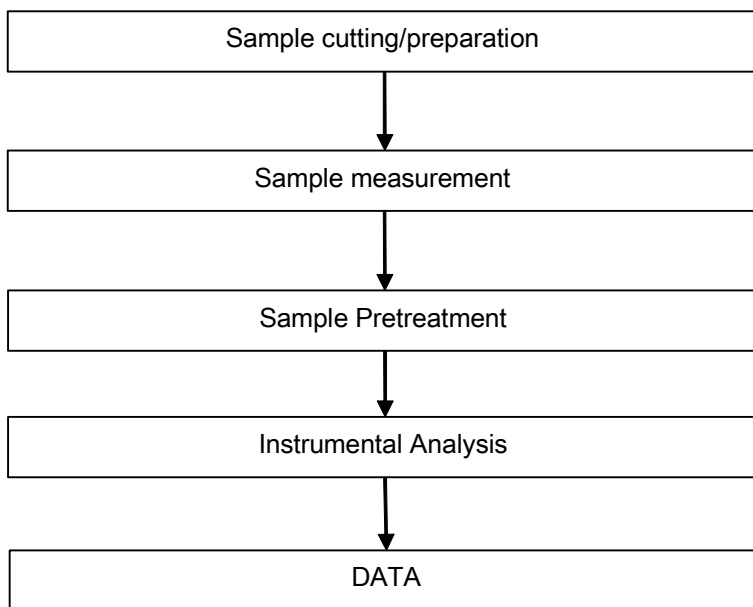 Sample cutting/preparation
Sample measurement
Sample Pretreatment
Instrumental Analysis
DATA